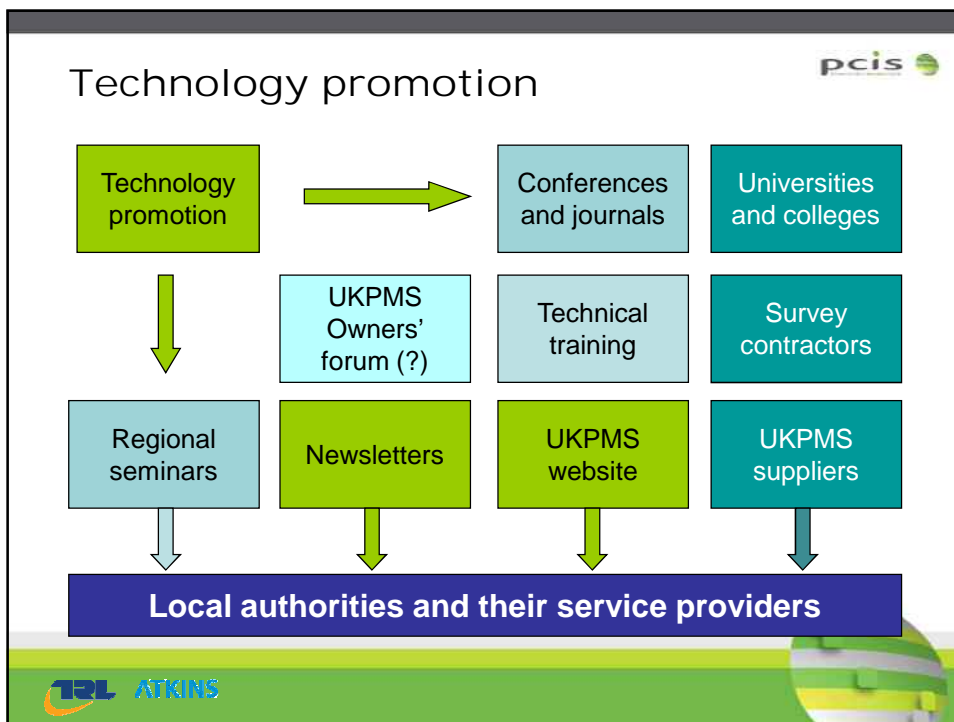 Technology promotion
pcis
Technology
promotion
Conferences
and journals
Universities
and colleges
UKPMS
Owners'
forum (?)
Technical
training
Survey
contractors
Regional
seminars
Newsletters
UKPMS
website
UKPMS
suppliers
Local authorities and their service providers
TRL
ATKINS